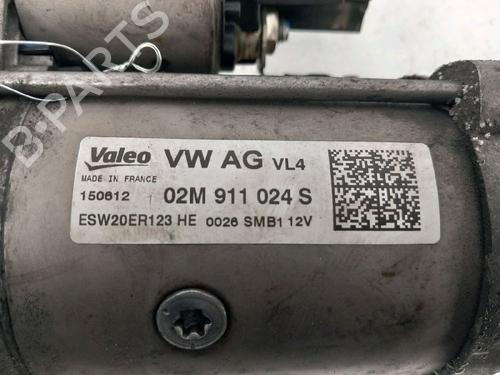 B-PARTS
Valeo VW AG VL4
MADE IN FRANCE
150612 02M 911 024 S
ESW20ER123 HE 0026 SMB1 12V